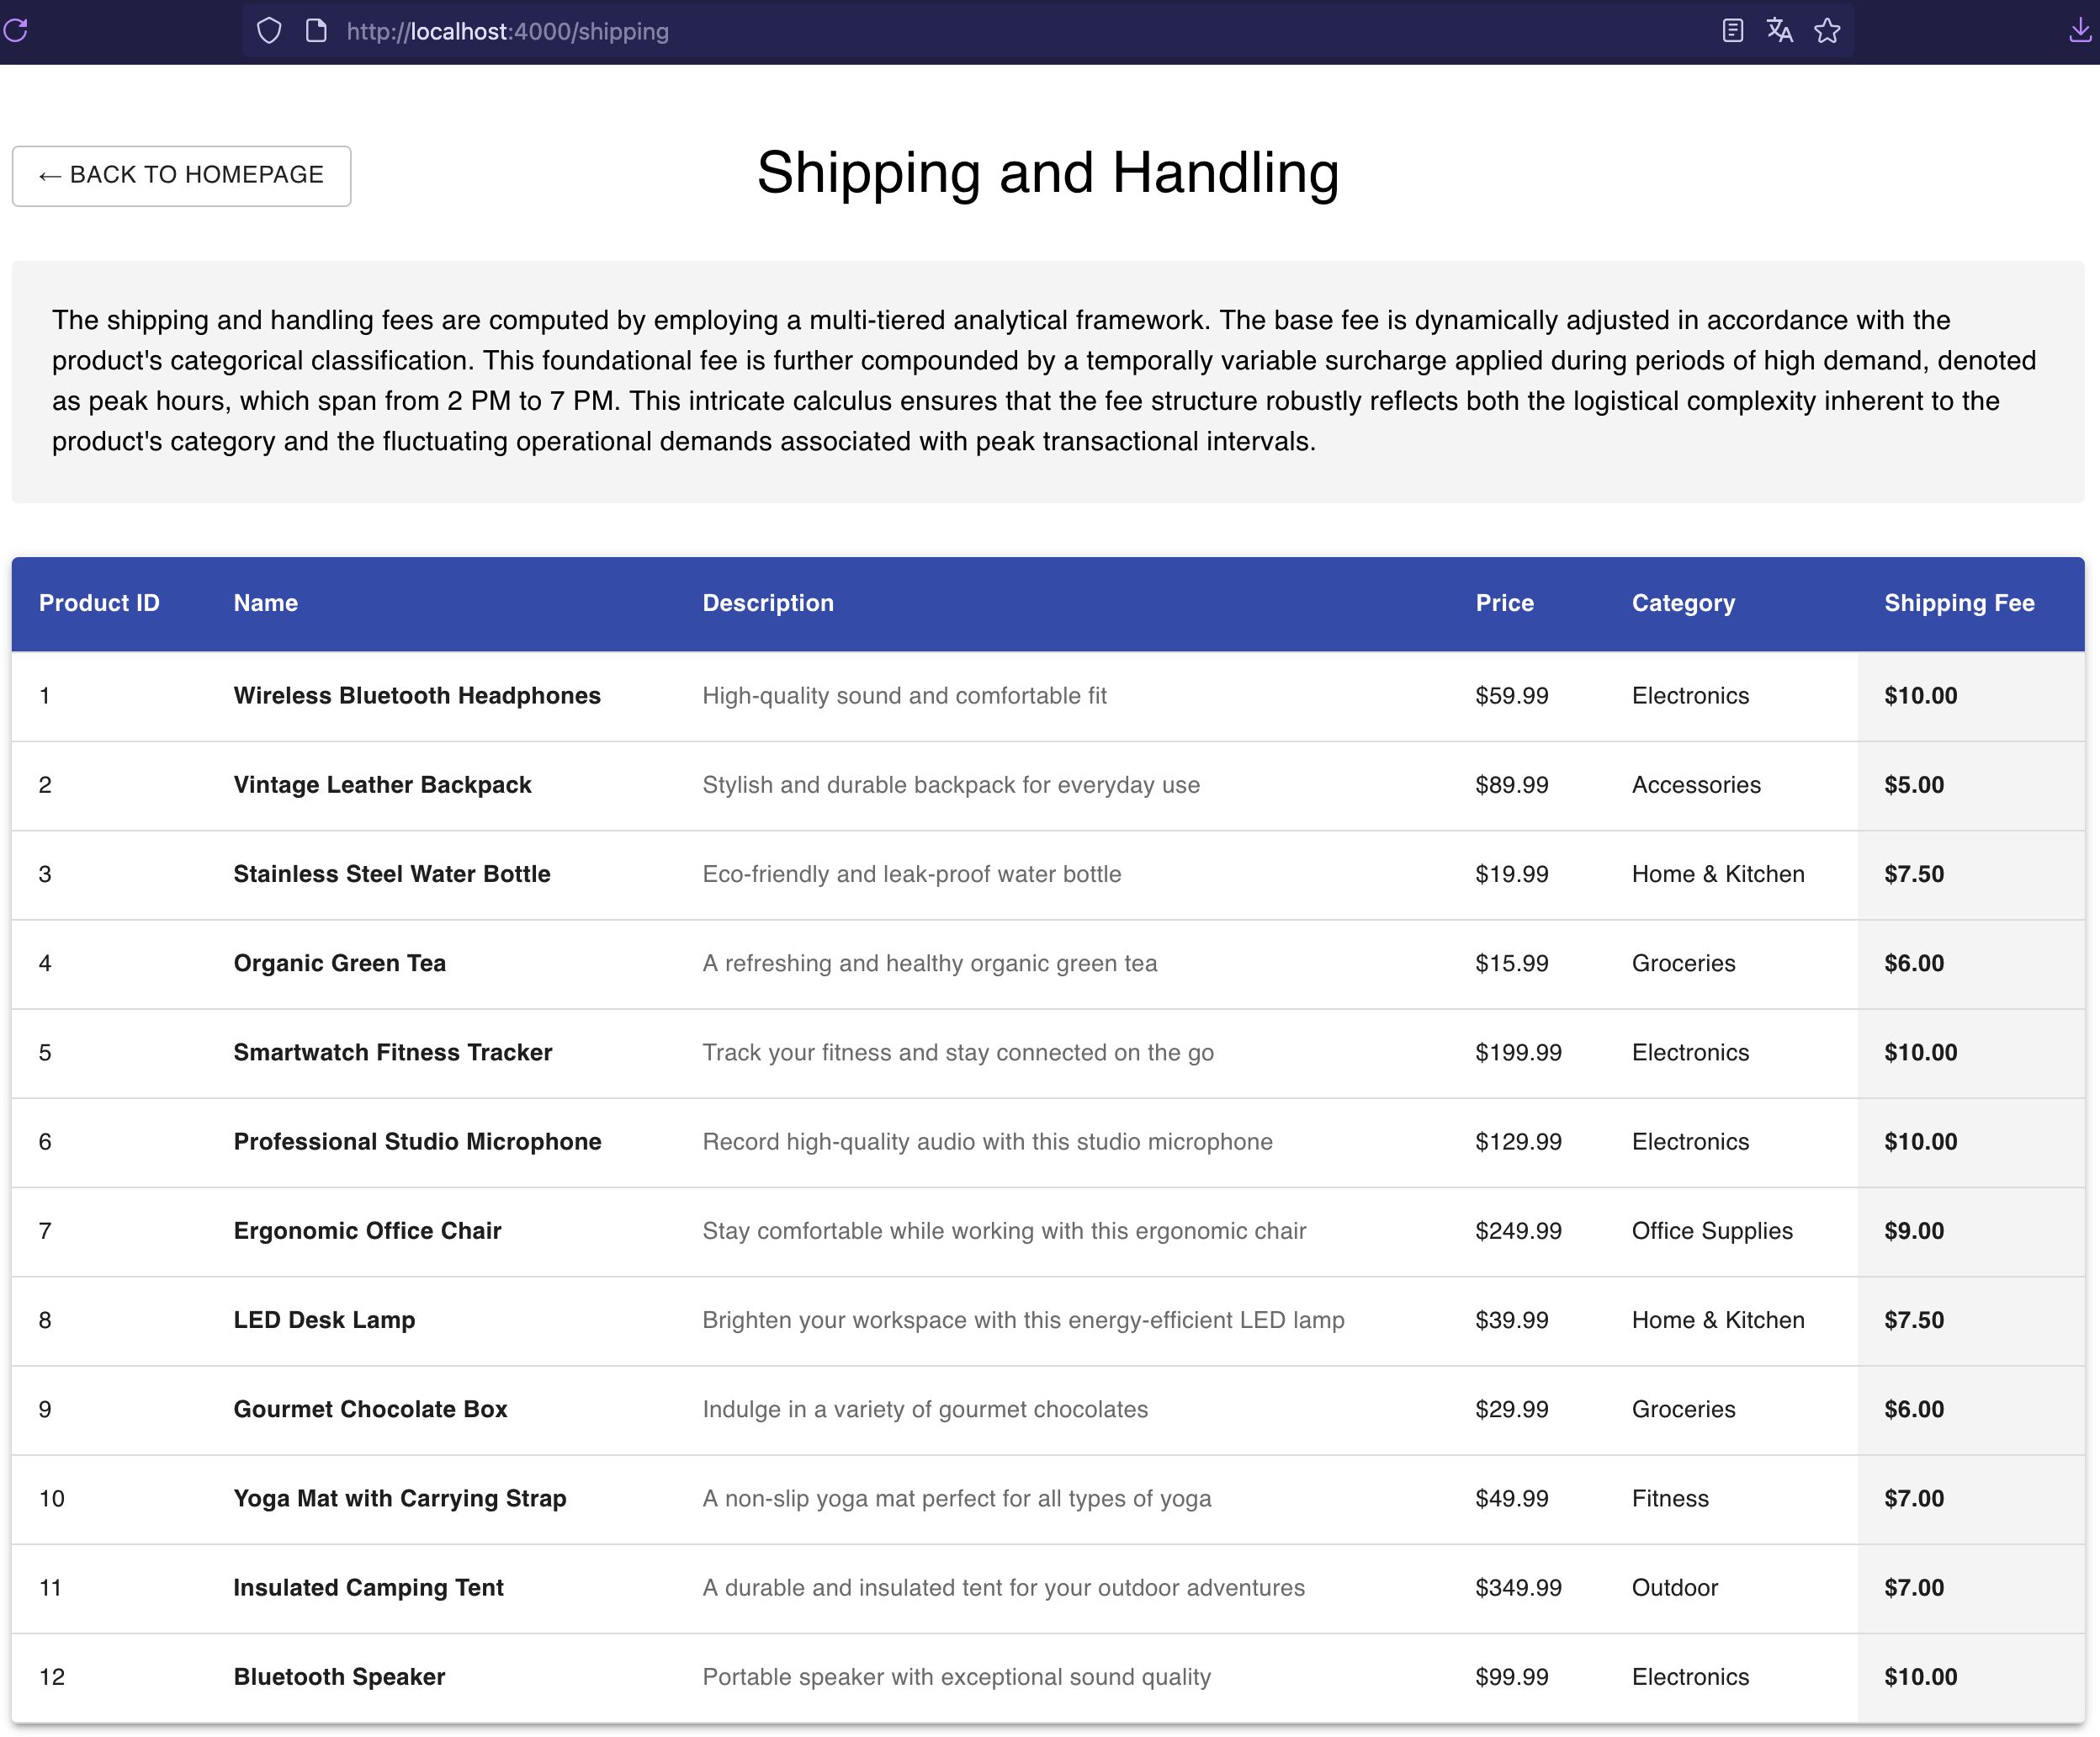 http://localhost:4000/shipping
← BACK TO HOMEPAGE
Shipping and Handling
The shipping and handling fees are computed by employing a multi-tiered analytical framework. The base fee is dynamically adjusted in accordance with the
product's categorical classification. This foundational fee is further compounded by a temporally variable surcharge applied during periods of high demand, denoted
as peak hours, which span from 2 PM to 7 PM. This intricate calculus ensures that the fee structure robustly reflects both the logistical complexity inherent to the
product's category and the fluctuating operational demands associated with peak transactional intervals.
Product ID Name Description Price Category Shipping Fee
1 Wireless Bluetooth Headphones High-quality sound and comfortable fit $59.99 Electronics $10.00
2 Vintage Leather Backpack Stylish and durable backpack for everyday use $89.99 Accessories $5.00
3 Stainless Steel Water Bottle Eco-friendly and leak-proof water bottle $19.99 Home & Kitchen $7.50
4 Organic Green Tea A refreshing and healthy organic green tea $15.99 Groceries $6.00
5 Smartwatch Fitness Tracker Track your fitness and stay connected on the go $199.99 Electronics $10.00
6 Professional Studio Microphone Record high-quality audio with this studio microphone $129.99 Electronics $10.00
7 Ergonomic Office Chair Stay comfortable while working with this ergonomic chair $249.99 Office Supplies $9.00
8 LED Desk Lamp Brighten your workspace with this energy-efficient LED lamp $39.99 Home & Kitchen $7.50
9 Gourmet Chocolate Box Indulge in a variety of gourmet chocolates $29.99 Groceries $6.00
10 Yoga Mat with Carrying Strap A non-slip yoga mat perfect for all types of yoga $49.99 Fitness $7.00
11 Insulated Camping Tent A durable and insulated tent for your outdoor adventures $349.99 Outdoor $7.00
12 Bluetooth Speaker Portable speaker with exceptional sound quality $99.99 Electronics $10.00